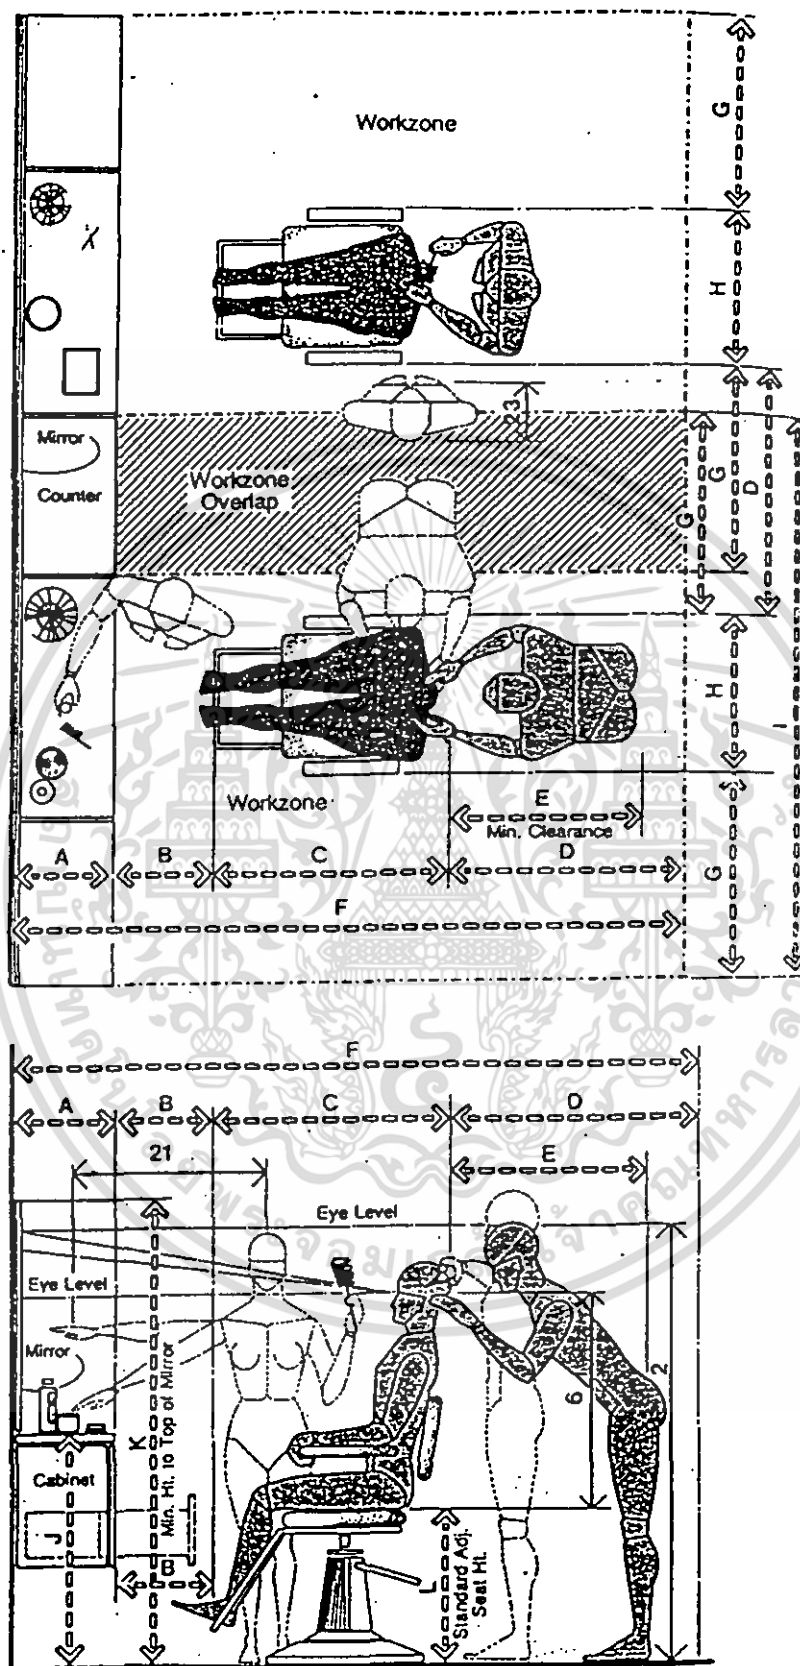 G
Workzone
H
Mirror
23
Counter
Workzone
Overlap
G
G
D
H
I
E
Min. Clearance
Workzone
A
B
C
D
G
F
F
A
B
C
D
21
E
Eye Level
Eye Level
Mirror
K
Min. Ht. to Top of Mirror
6
2
Cabinet
J
B
L
Standard Adj.
Seat Ht.